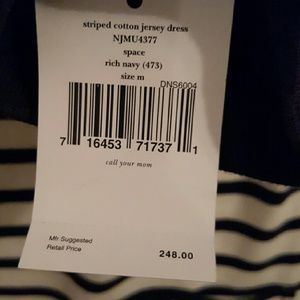 striped cotton jersey dress
NJMU4377
space
rich navy (473)
size m
DNS6004
7 16453 71737 1
call your mom
Mfr Suggested
Retail Price
248.00